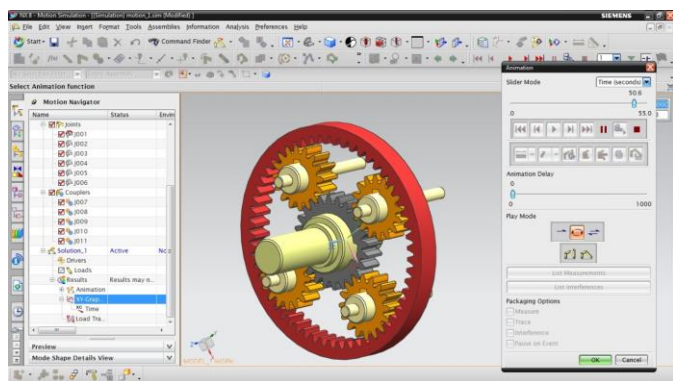 NX 8 - Motion Simulation - [(Simulation) motion_1.sim (Modified) ]
SIEMENS
File Edit View Insert Format Tools Assemblies Information Analysis Preferences Help
Start
Command Finder
Select Animation function
Motion Navigator
Name Status Envir
Joints
J001
J002
J003
J004
J005
J006
Couplers
J007
J008
J009
J010
J011
Solution_1 Active
Drivers
Loads
Results Results may n...
Animation
XY-Grap...
Time
Load Tra...
Preview
Mode Shape Details View
MODEL WORK
Animation
Slider Mode Time (seconds)
50.6
0 55.0
Animation Delay
0
0 1000
Play Mode
List Measurements
List Interferences
Packaging Options
Measure
Trace
Interference
Pause on Event
OK Cancel